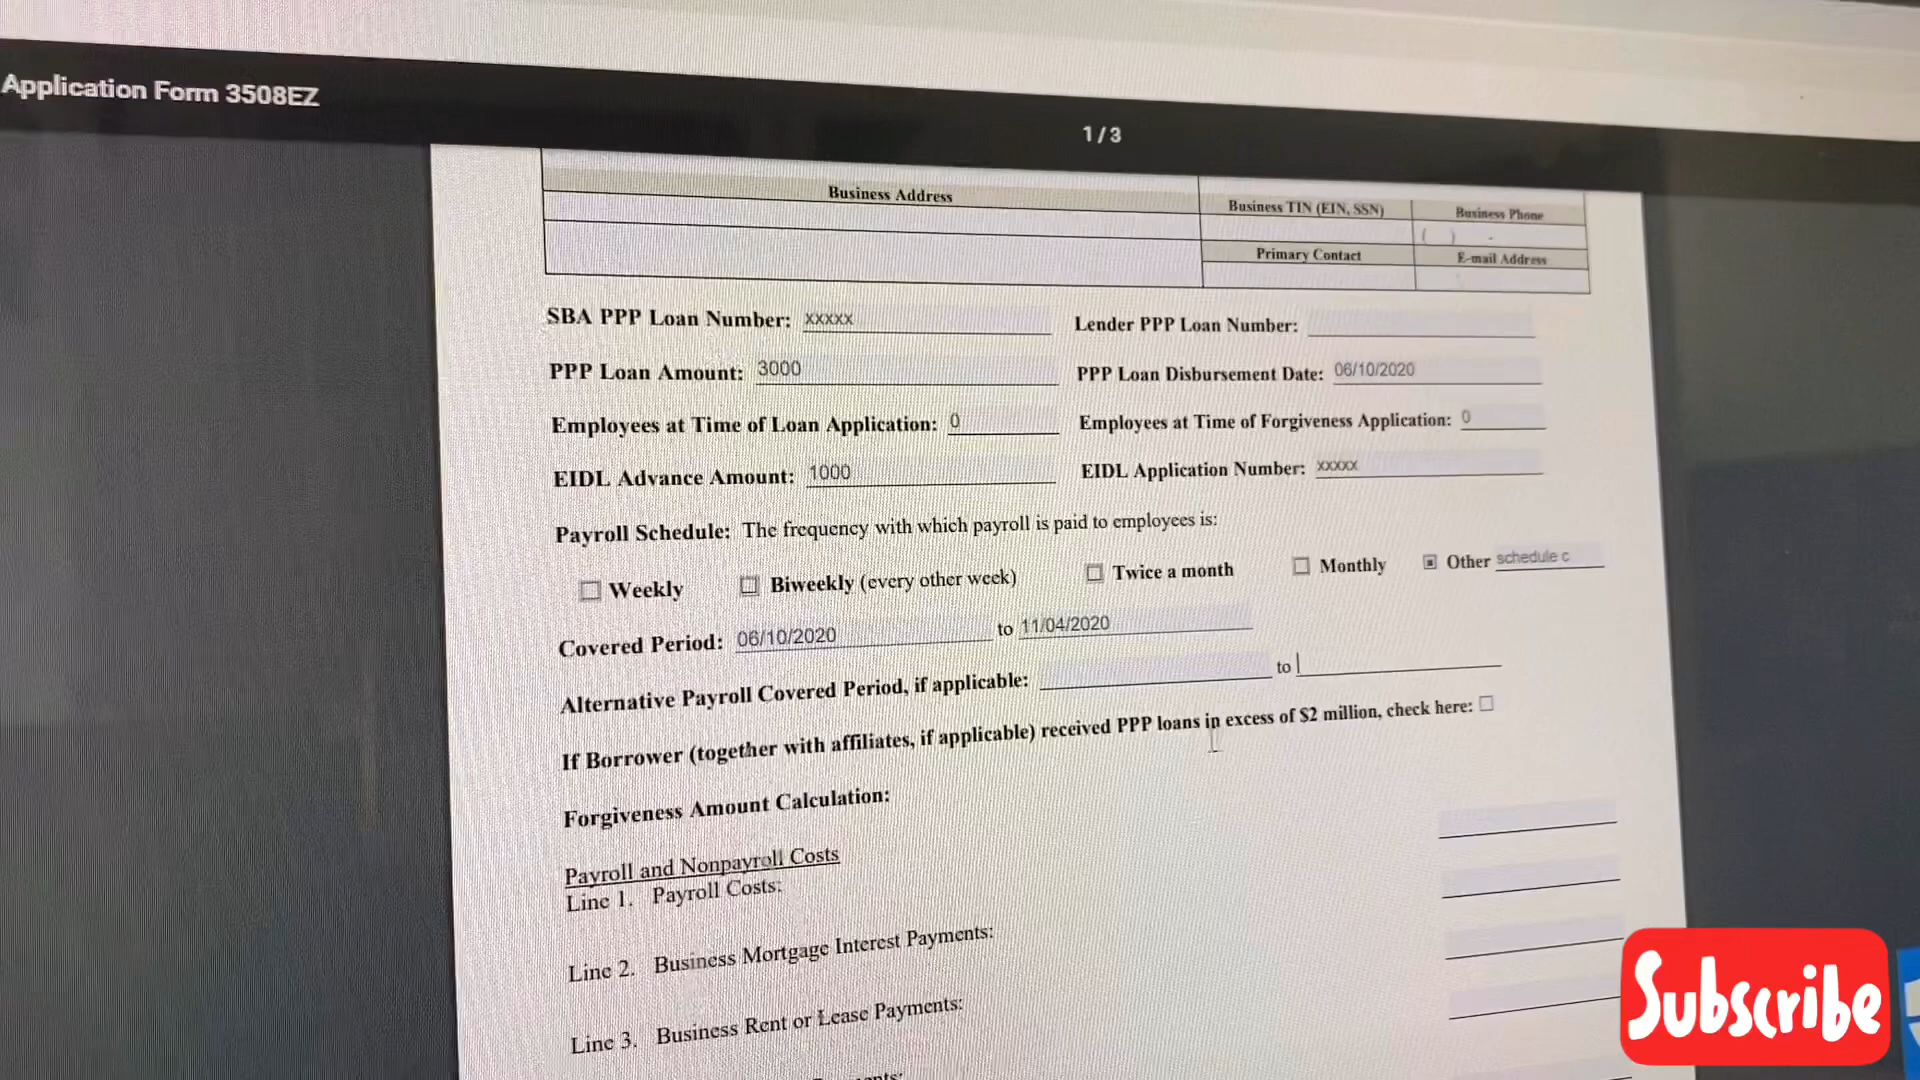 Application Form 3508EZ
1 / 3
Business Address
Business TIN (EIN, SSN)
Business Phone
( ) -
Primary Contact
E-mail Address
SBA PPP Loan Number: xxxxx
Lender PPP Loan Number:
PPP Loan Amount: 3000
PPP Loan Disbursement Date: 06/10/2020
Employees at Time of Loan Application: 0
Employees at Time of Forgiveness Application: 0
EIDL Advance Amount: 1000
EIDL Application Number: xxxxx
Payroll Schedule: The frequency with which payroll is paid to employees is:
Weekly Biweekly (every other week) Twice a month Monthly Other schedule c
Covered Period: 06/10/2020 to 11/04/2020
Alternative Payroll Covered Period, if applicable: to
If Borrower (together with affiliates, if applicable) received PPP loans in excess of $2 million, check here:
Forgiveness Amount Calculation:
Payroll and Nonpayroll Costs
Line 1. Payroll Costs:
Line 2. Business Mortgage Interest Payments:
Line 3. Business Rent or Lease Payments:
Subscribe